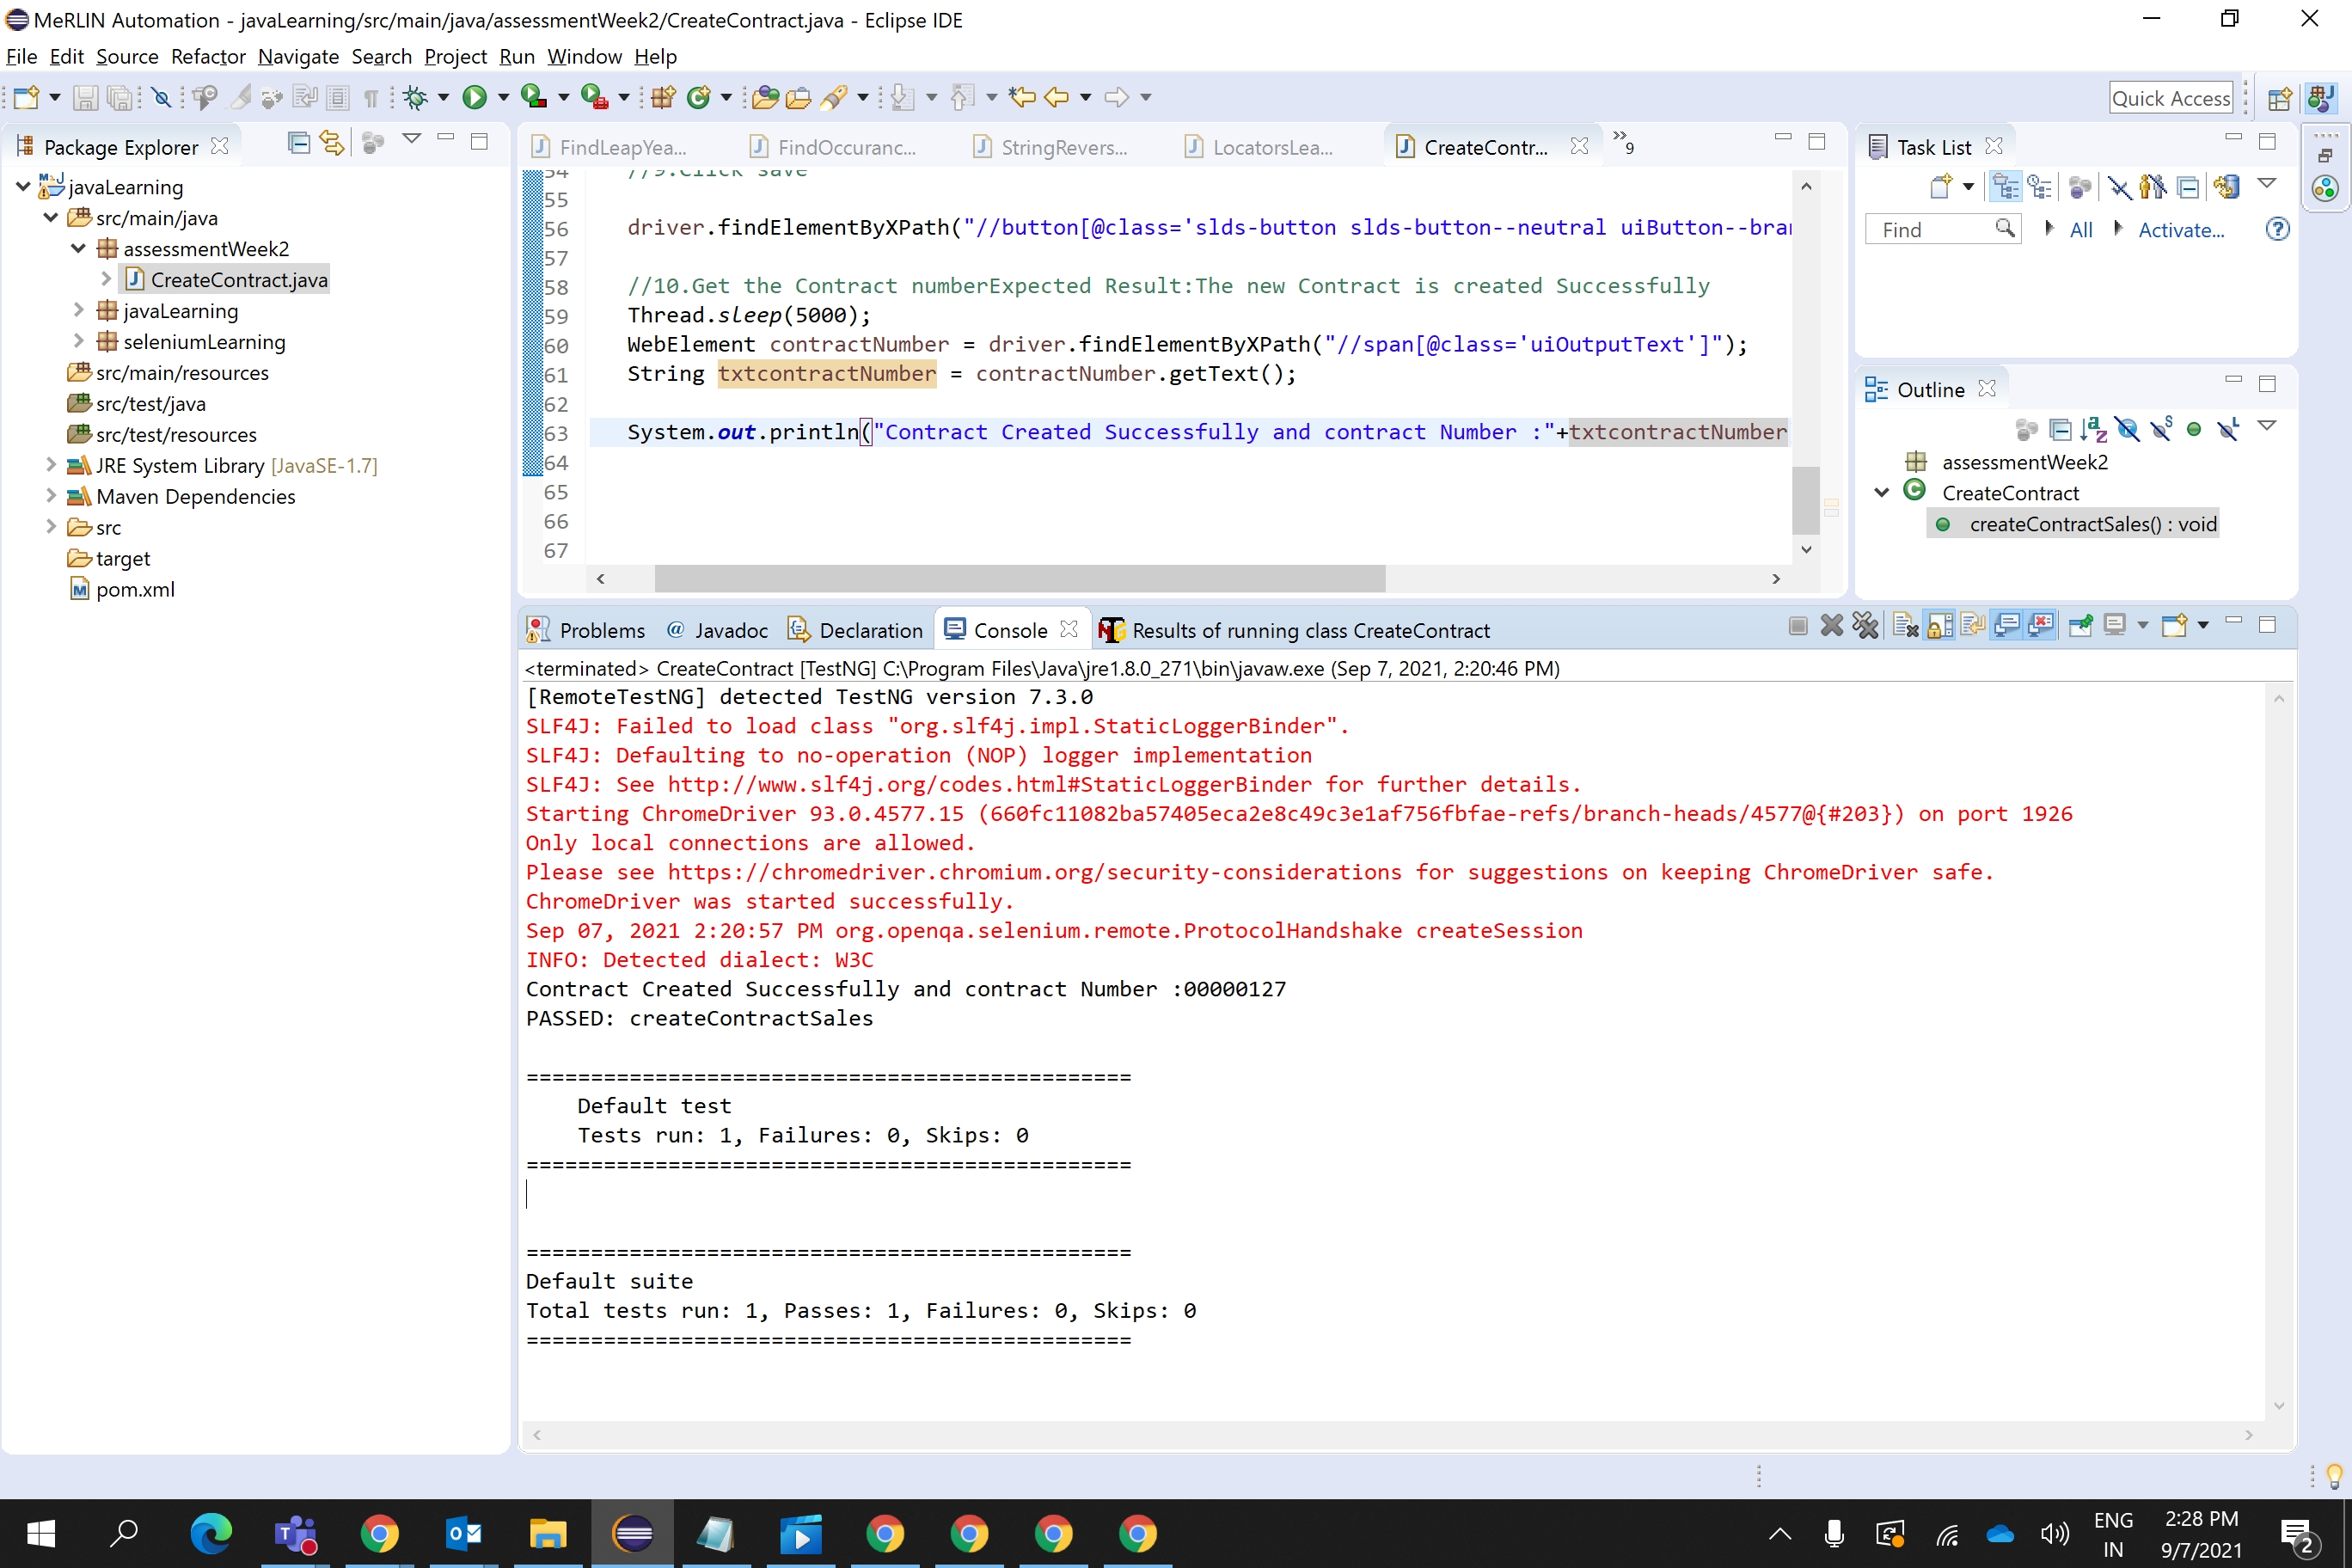 MeRLIN Automation - javaLearning/src/main/java/assessmentWeek2/CreateContract.java - Eclipse IDE
File Edit Source Refactor Navigate Search Project Run Window Help
Quick Access
Package Explorer
javaLearning
src/main/java
assessmentWeek2
CreateContract.java
javaLearning
seleniumLearning
src/main/resources
src/test/java
src/test/resources
JRE System Library [JavaSE-1.7]
Maven Dependencies
src
target
pom.xml
FindLeapYea... FindOccuranc... StringRevers... LocatorsLea... CreateContr... »9
54 //9.Click save
55
56 driver.findElementByXPath("//button[@class='slds-button slds-button--neutral uiButton--bra
57
58 //10.Get the Contract numberExpected Result:The new Contract is created Successfully
59 Thread.sleep(5000);
60 WebElement contractNumber = driver.findElementByXPath("//span[@class='uiOutputText']");
61 String txtcontractNumber = contractNumber.getText();
62
63 System.out.println("Contract Created Successfully and contract Number :"+txtcontractNumber
64
65
66
67
Task List
Find All Activate...
Outline
assessmentWeek2
CreateContract
createContractSales() : void
Problems @ Javadoc Declaration Console Results of running class CreateContract
<terminated> CreateContract [TestNG] C:\Program Files\Java\jre1.8.0_271\bin\javaw.exe (Sep 7, 2021, 2:20:46 PM)
[RemoteTestNG] detected TestNG version 7.3.0
SLF4J: Failed to load class "org.slf4j.impl.StaticLoggerBinder".
SLF4J: Defaulting to no-operation (NOP) logger implementation
SLF4J: See http://www.slf4j.org/codes.html#StaticLoggerBinder for further details.
Starting ChromeDriver 93.0.4577.15 (660fc11082ba57405eca2e8c49c3e1af756fbfae-refs/branch-heads/4577@{#203}) on port 1926
Only local connections are allowed.
Please see https://chromedriver.chromium.org/security-considerations for suggestions on keeping ChromeDriver safe.
ChromeDriver was started successfully.
Sep 07, 2021 2:20:57 PM org.openqa.selenium.remote.ProtocolHandshake createSession
INFO: Detected dialect: W3C
Contract Created Successfully and contract Number :00000127
PASSED: createContractSales
===============================================
Default test
Tests run: 1, Failures: 0, Skips: 0
===============================================
===============================================
Default suite
Total tests run: 1, Passes: 1, Failures: 0, Skips: 0
===============================================
ENG
IN
2:28 PM
9/7/2021
2